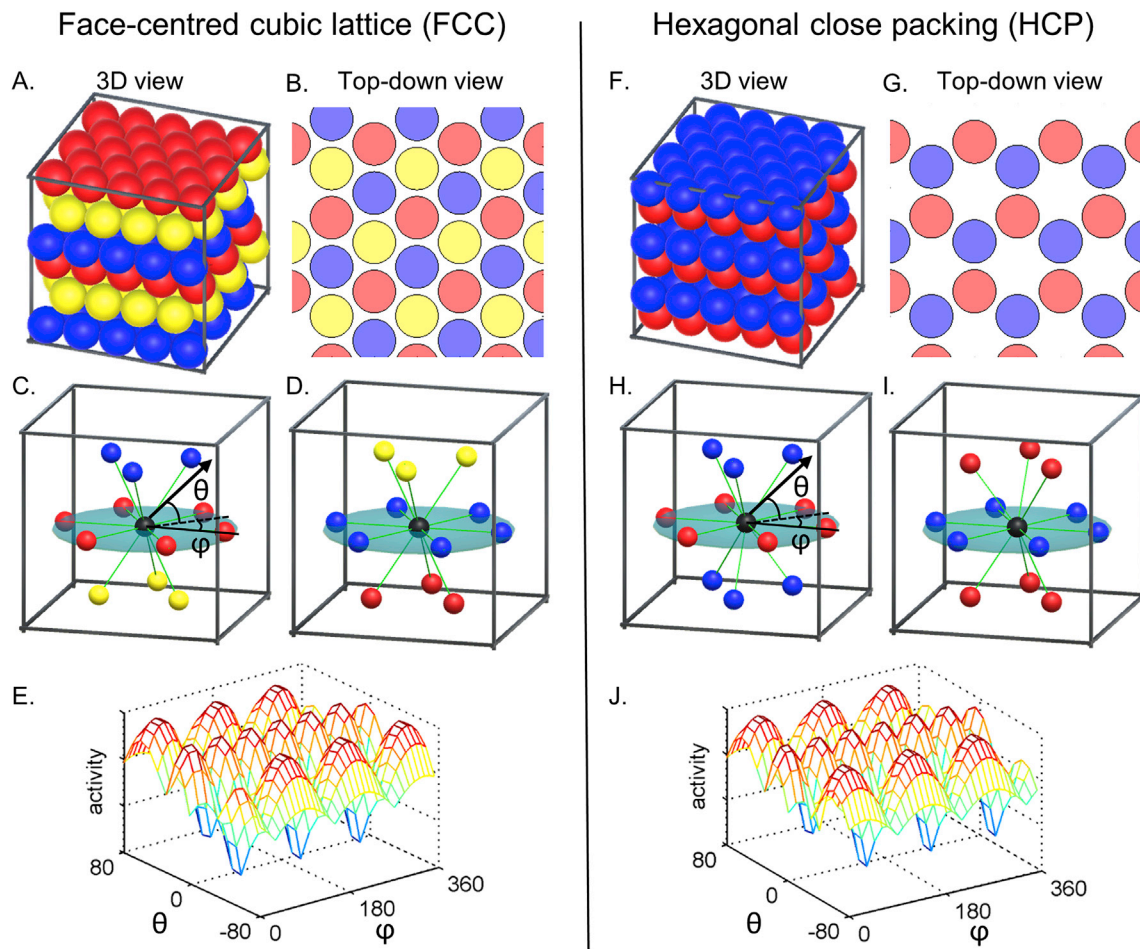 Face-centred cubic lattice (FCC)
Hexagonal close packing (HCP)
A.
3D view
B.
Top-down view
F.
3D view
G.
Top-down view
C.
θ
φ
D.
H.
θ
φ
I.
E.
activity
80
0
-80
θ
0
180
360
φ
J.
activity
80
0
-80
θ
0
180
360
φ